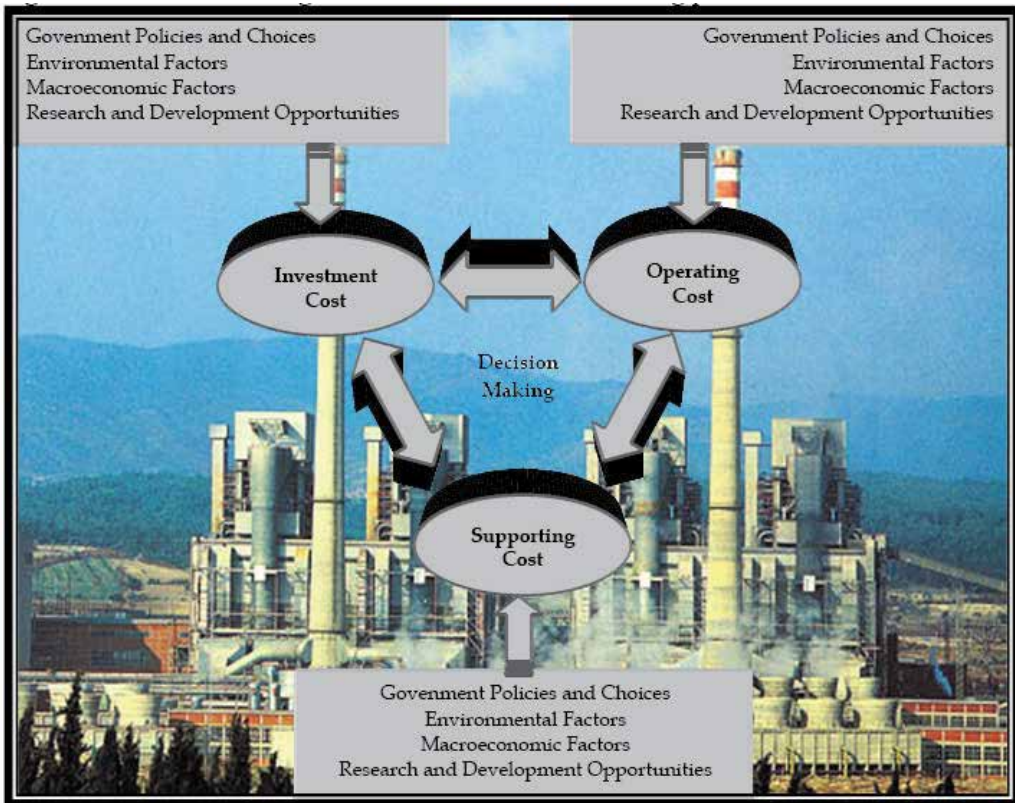 Govenment Policies and Choices
Environmental Factors
Macroeconomic Factors
Research and Development Opportunities
Govenment Policies and Choices
Environmental Factors
Macroeconomic Factors
Research and Development Opportunities
Investment
Cost
Operating
Cost
Decision
Making
Supporting
Cost
Govenment Policies and Choices
Environmental Factors
Macroeconomic Factors
Research and Development Opportunities